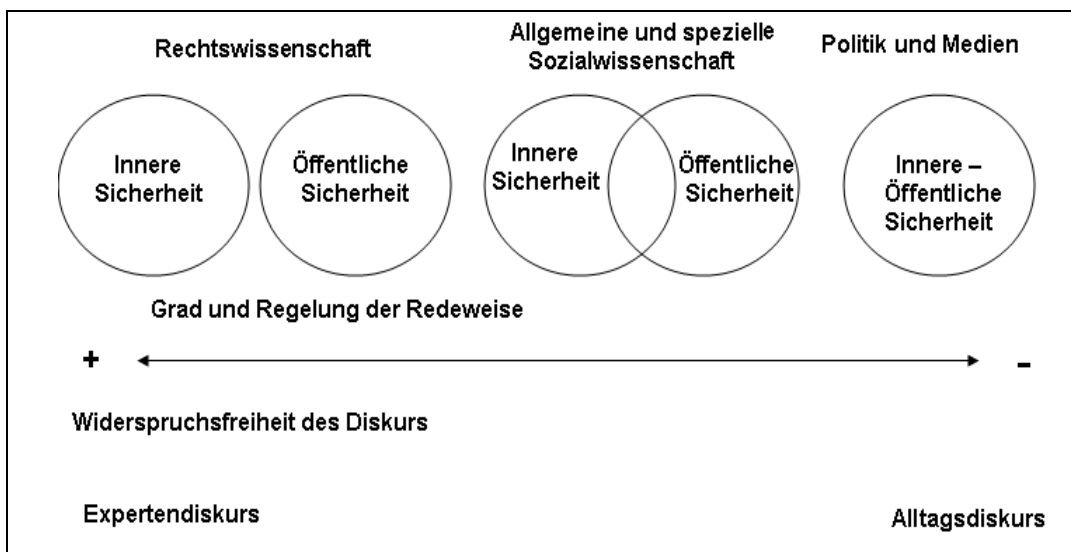 Rechtswissenschaft
Allgemeine und spezielle
Sozialwissenschaft
Politik und Medien
Innere
Sicherheit
Öffentliche
Sicherheit
Innere
Sicherheit
Öffentliche
Sicherheit
Innere –
Öffentliche
Sicherheit
Grad und Regelung der Redeweise
+
-
Widerspruchsfreiheit des Diskurs
Expertendiskurs
Alltagsdiskurs